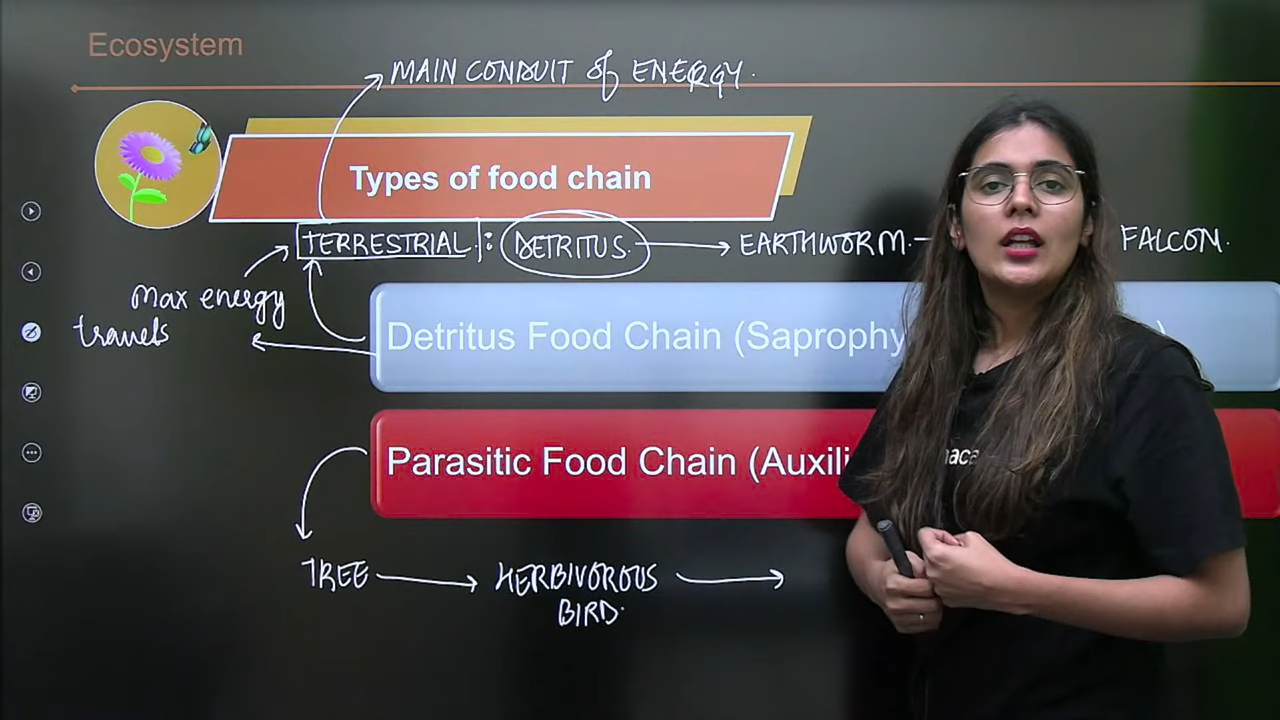 Ecosystem
MAIN CONDUIT of ENERGY.
Types of food chain
TERRESTRIAL : DETRITUS. EARTHWORM. FALCON.
Max energy
travels
Detritus Food Chain (Saprophy
Parasitic Food Chain (Auxili
TREE HERBIVOROUS
BIRD.